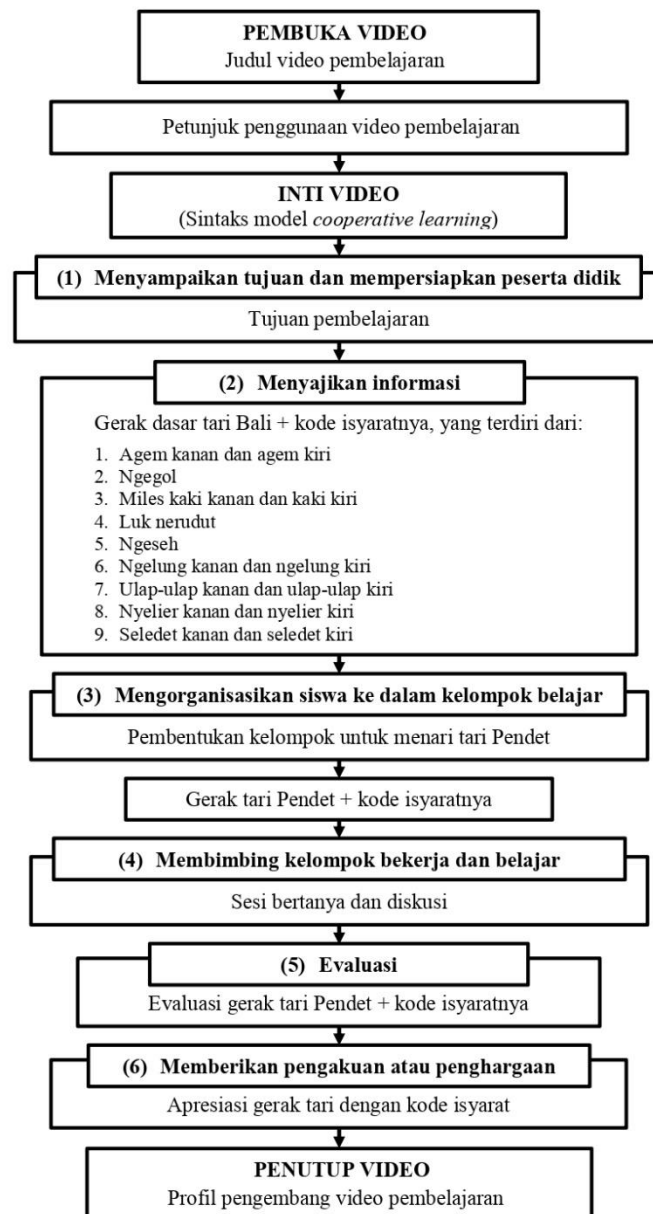 PEMBUKA VIDEO
Judul video pembelajaran
Petunjuk penggunaan video pembelajaran
INTI VIDEO
(Sintaks model cooperative learning)
(1) Menyampaikan tujuan dan mempersiapkan peserta didik
Tujuan pembelajaran
(2) Menyajikan informasi
Gerak dasar tari Bali + kode isyaratnya, yang terdiri dari:
1. Agem kanan dan agem kiri
2. Ngegol
3. Miles kaki kanan dan kaki kiri
4. Luk nerudut
5. Ngeseh
6. Ngelung kanan dan ngelung kiri
7. Ulap-ulap kanan dan ulap-ulap kiri
8. Nyelier kanan dan nyelier kiri
9. Seledet kanan dan seledet kiri
(3) Mengorganisasikan siswa ke dalam kelompok belajar
Pembentukan kelompok untuk menari tari Pendet
Gerak tari Pendet + kode isyaratnya
(4) Membimbing kelompok bekerja dan belajar
Sesi bertanya dan diskusi
(5) Evaluasi
Evaluasi gerak tari Pendet + kode isyaratnya
(6) Memberikan pengakuan atau penghargaan
Apresiasi gerak tari dengan kode isyarat
PENUTUP VIDEO
Profil pengembang video pembelajaran